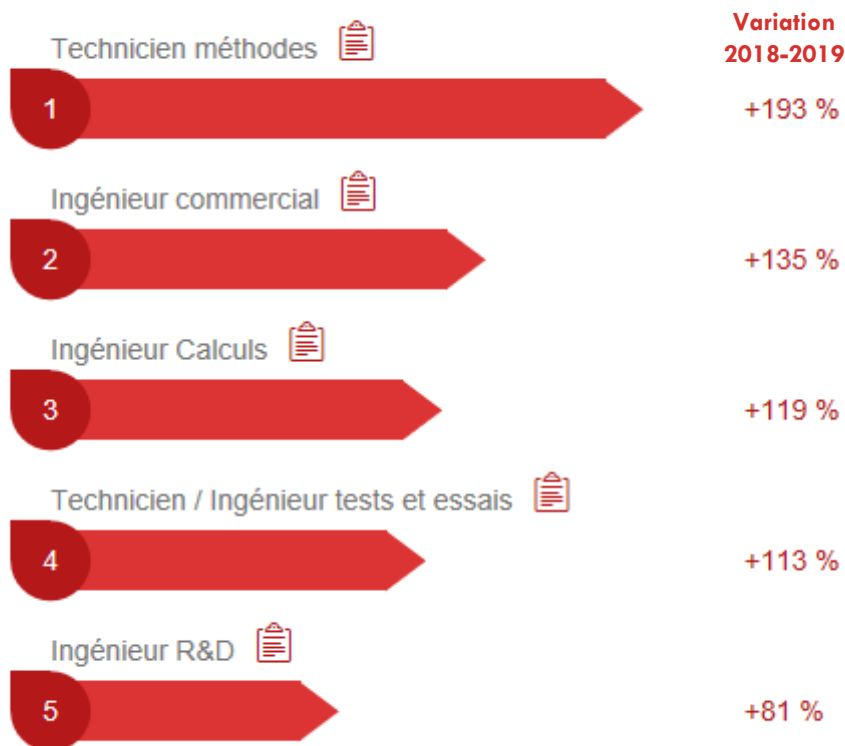 Variation
2018-2019
Technicien méthodes
1
+193 %
Ingénieur commercial
2
+135 %
Ingénieur Calculs
3
+119 %
Technicien / Ingénieur tests et essais
4
+113 %
Ingénieur R&D
5
+81 %